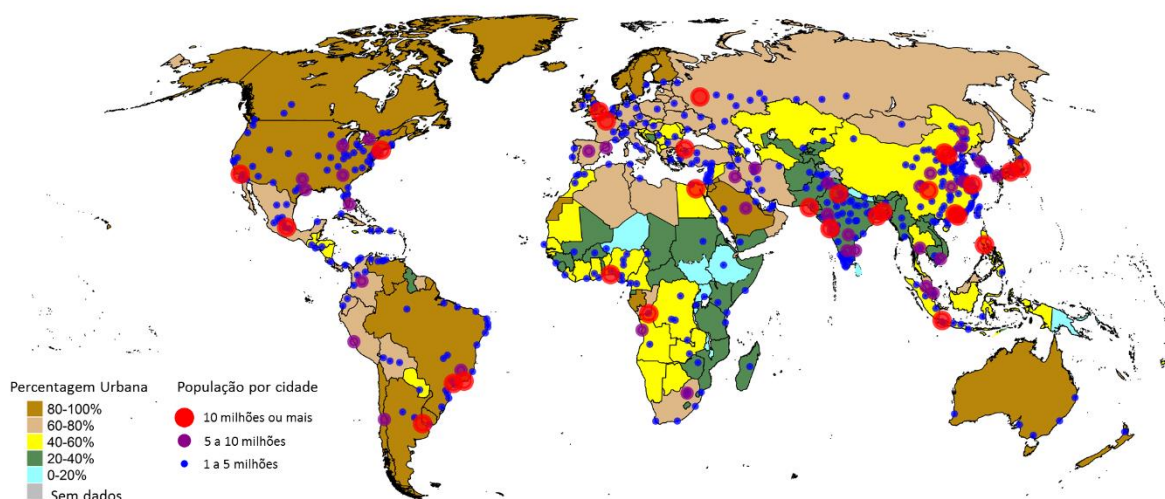 Percentagem Urbana
80-100%
60-80%
40-60%
20-40%
0-20%
Sem dados
População por cidade
10 milhões ou mais
5 a 10 milhões
1 a 5 milhões